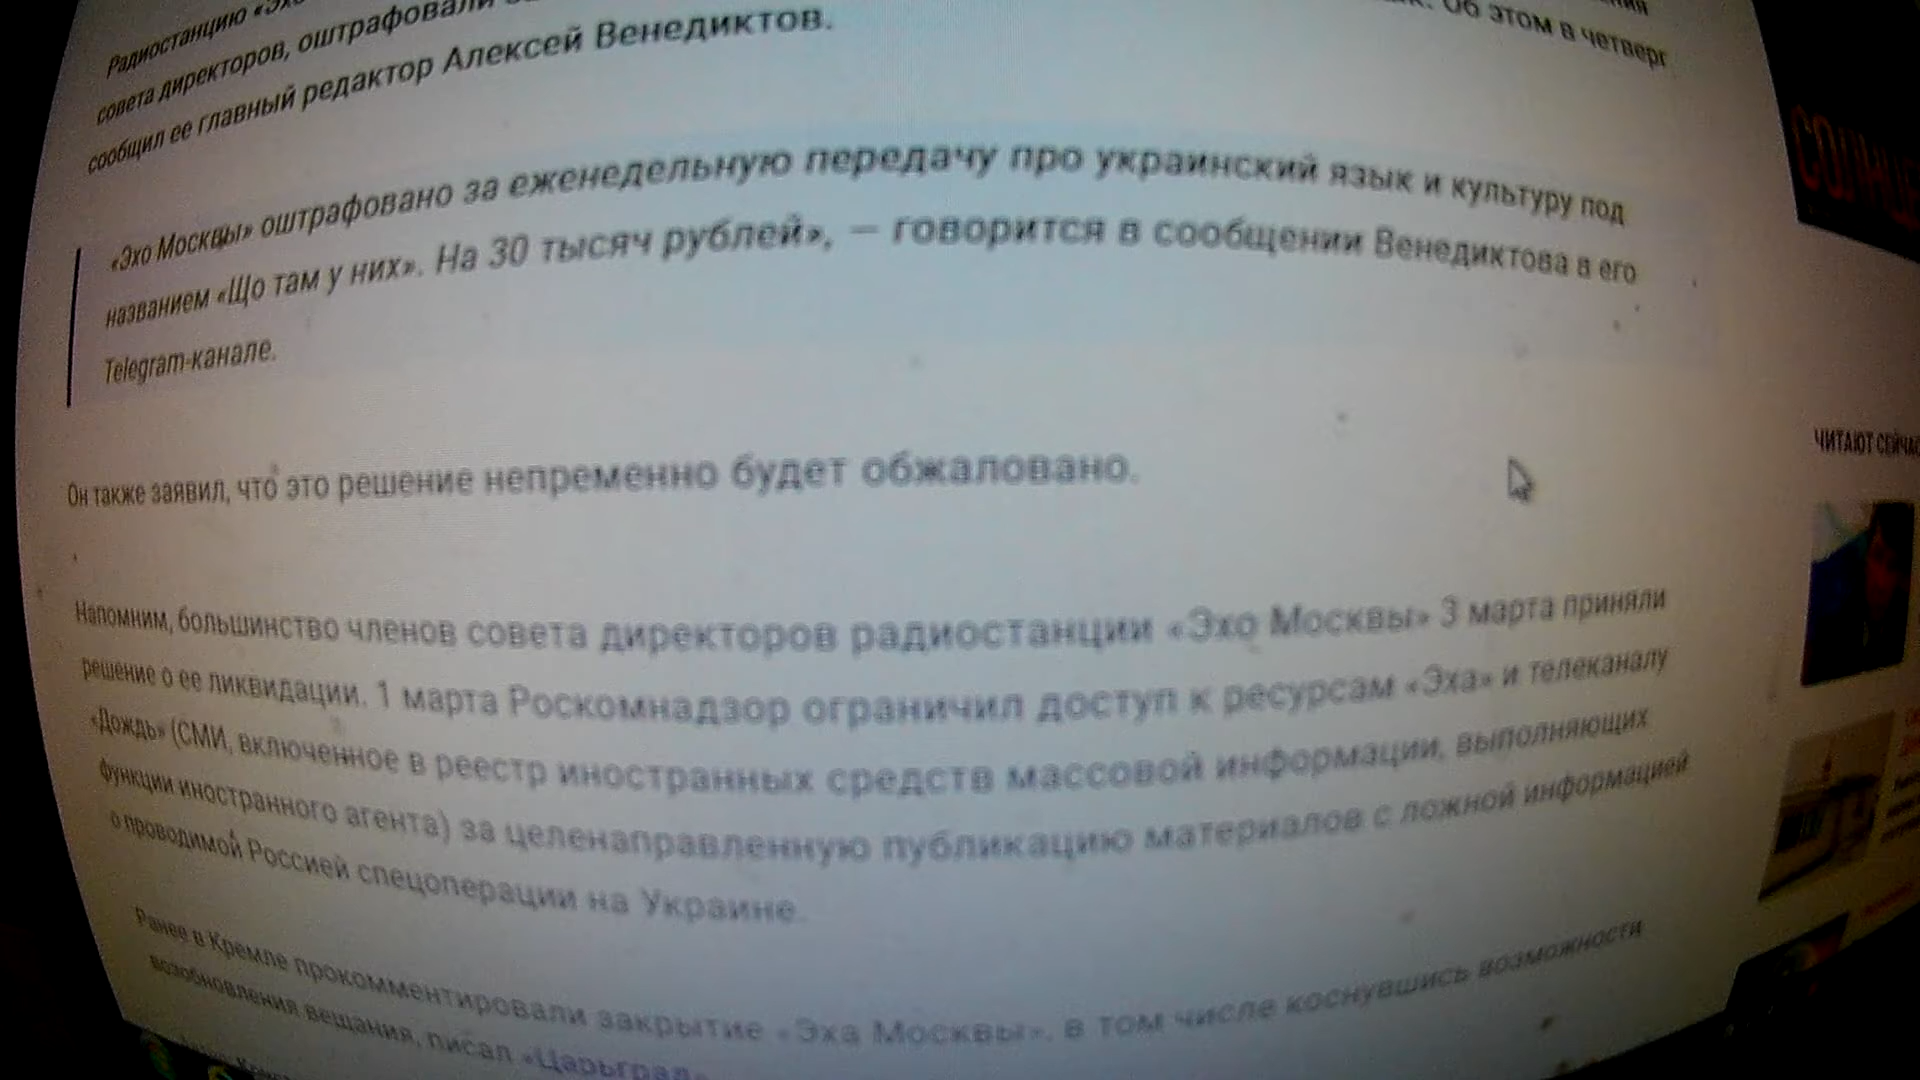 Радиостанцию «Эхо
совета директоров, оштрафовали
Об этом в четверг
сообщил ее главный редактор Алексей Венедиктов.
«Эхо Москвы» оштрафовано за еженедельную передачу про украинский язык и культуру под
названием «Що там у них». На 30 тысяч рублей», — говорится в сообщении Венедиктова в его
Telegram-канале.
Он также заявил, что это решение непременно будет обжаловано.
Напомним, большинство членов совета директоров радиостанции «Эхо Москвы» 3 марта приняли
решение о ее ликвидации. 1 марта Роскомнадзор ограничил доступ к ресурсам «Эха» и телеканалу
«Дождь» (СМИ, включенное в реестр иностранных средств массовой информации, выполняющих
функции иностранного агента) за целенаправленную публикацию материалов с ложной информацией
о проводимой Россией спецоперации на Украине.
Ранее в Кремле прокомментировали закрытие «Эха Москвы», в том числе коснувшись возможности
возобновления вещания, писал «Царьград».
ЧИТАЮТ СЕЙЧАС